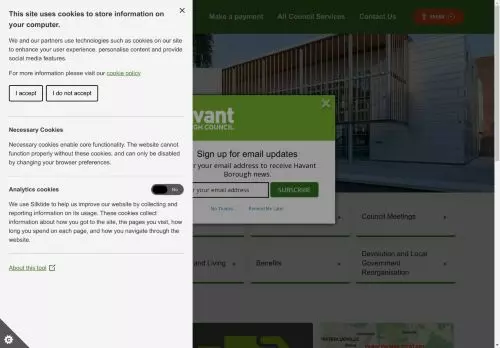 This site uses cookies to store information on
your computer.
We and our partners use technologies such as cookies on our site
to enhance your user experience, personalise content and provide
social media features.
For more information please visit our cookie policy
I accept
I do not accept
Necessary Cookies
Necessary cookies enable core functionality. The website cannot
function properly without these cookies, and can only be disabled
by changing your browser preferences.
Analytics cookies
No
We use Silktide to help us improve our website by collecting and
reporting information on its usage. These cookies collect
information about how you got to the site, the pages you visit, how
long you spend on each page, and how you navigate through the
website.
About this tool
Make a payment
All Council Services
Contact Us
vant
GH COUNCIL
Sign up for email updates
your email address to receive Havant
Borough news.
your email address
SUBSCRIBE
No Thanks
Remind Me Later
Council Meetings
and Living
Benefits
Devolution and Local
Government
Reorganisation